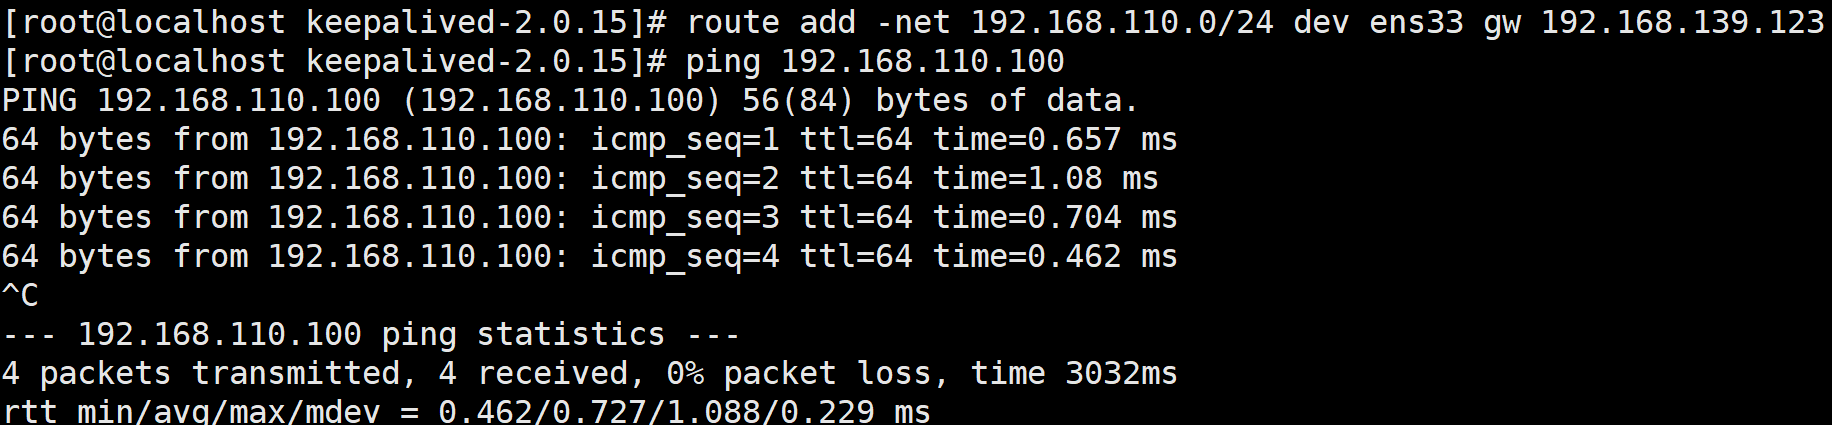 [root@localhost keepalived-2.0.15]# route add -net 192.168.110.0/24 dev ens33 gw 192.168.139.123
[root@localhost keepalived-2.0.15]# ping 192.168.110.100
PING 192.168.110.100 (192.168.110.100) 56(84) bytes of data.
64 bytes from 192.168.110.100: icmp_seq=1 ttl=64 time=0.657 ms
64 bytes from 192.168.110.100: icmp_seq=2 ttl=64 time=1.08 ms
64 bytes from 192.168.110.100: icmp_seq=3 ttl=64 time=0.704 ms
64 bytes from 192.168.110.100: icmp_seq=4 ttl=64 time=0.462 ms
^C
--- 192.168.110.100 ping statistics ---
4 packets transmitted, 4 received, 0% packet loss, time 3032ms
rtt min/avg/max/mdev = 0.462/0.727/1.088/0.229 ms